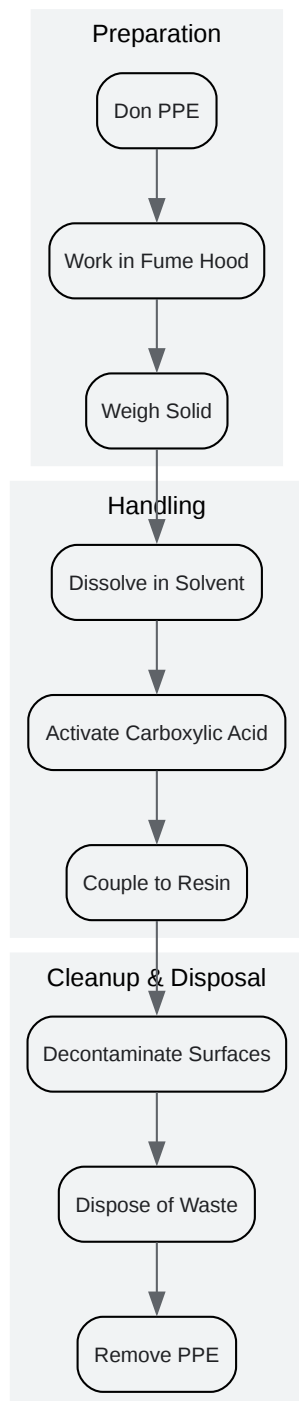 Preparation
Don PPE
Work in Fume Hood
Weigh Solid
Handling
Dissolve in Solvent
Activate Carboxylic Acid
Couple to Resin
Cleanup & Disposal
Decontaminate Surfaces
Dispose of Waste
Remove PPE